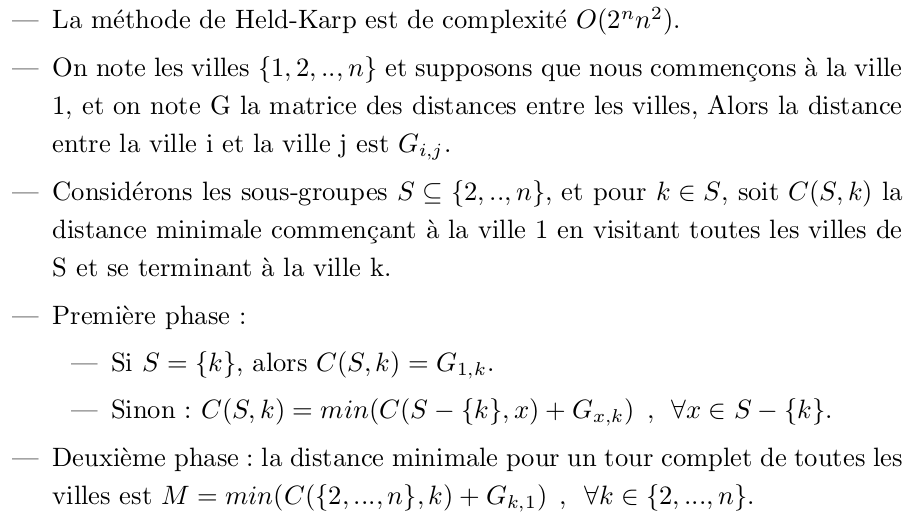 — La méthode de Held-Karp est de complexité $O(2^n n^2)$.
— On note les villes $\{1, 2, .., n\}$ et supposons que nous commençons à la ville
1, et on note G la matrice des distances entre les villes, Alors la distance
entre la ville i et la ville j est $G_{i,j}$.
— Considérons les sous-groupes $S \subseteq \{2, .., n\}$, et pour $k \in S$, soit $C(S, k)$ la
distance minimale commençant à la ville 1 en visitant toutes les villes de
S et se terminant à la ville k.
— Première phase :
— Si $S = \{k\}$, alors $C(S, k) = G_{1,k}$.
— Sinon : $C(S, k) = min(C(S - \{k\}, x) + G_{x,k})$ , $\forall x \in S - \{k\}$.
— Deuxième phase : la distance minimale pour un tour complet de toutes les
villes est $M = min(C(\{2, ..., n\}, k) + G_{k,1})$ , $\forall k \in \{2, ..., n\}$.